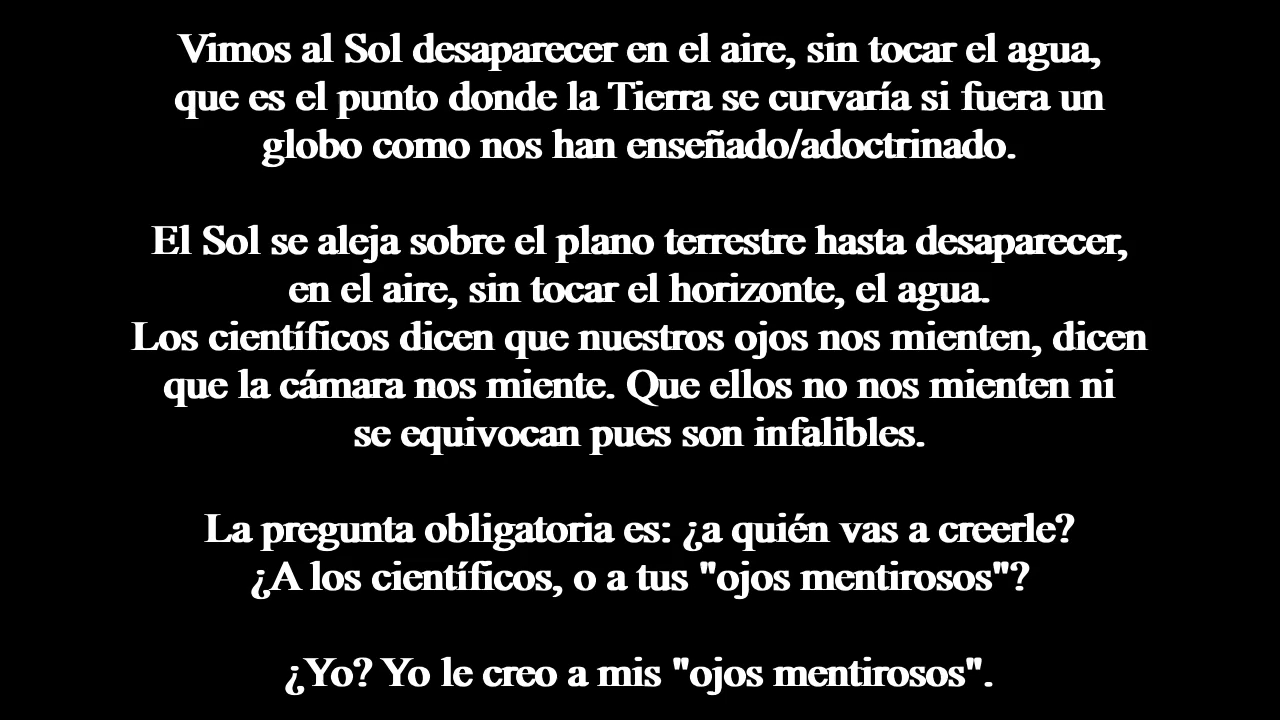 Vimos al Sol desaparecer en el aire, sin tocar el agua,
que es el punto donde la Tierra se curvaría si fuera un
globo como nos han enseñado/adoctrinado.
El Sol se aleja sobre el plano terrestre hasta desaparecer,
en el aire, sin tocar el horizonte, el agua.
Los científicos dicen que nuestros ojos nos mienten, dicen
que la cámara nos miente. Que ellos no nos mienten ni
se equivocan pues son infalibles.
La pregunta obligatoria es: ¿a quién vas a creerle?
¿A los científicos, o a tus "ojos mentirosos"?
¿Yo? Yo le creo a mis "ojos mentirosos".